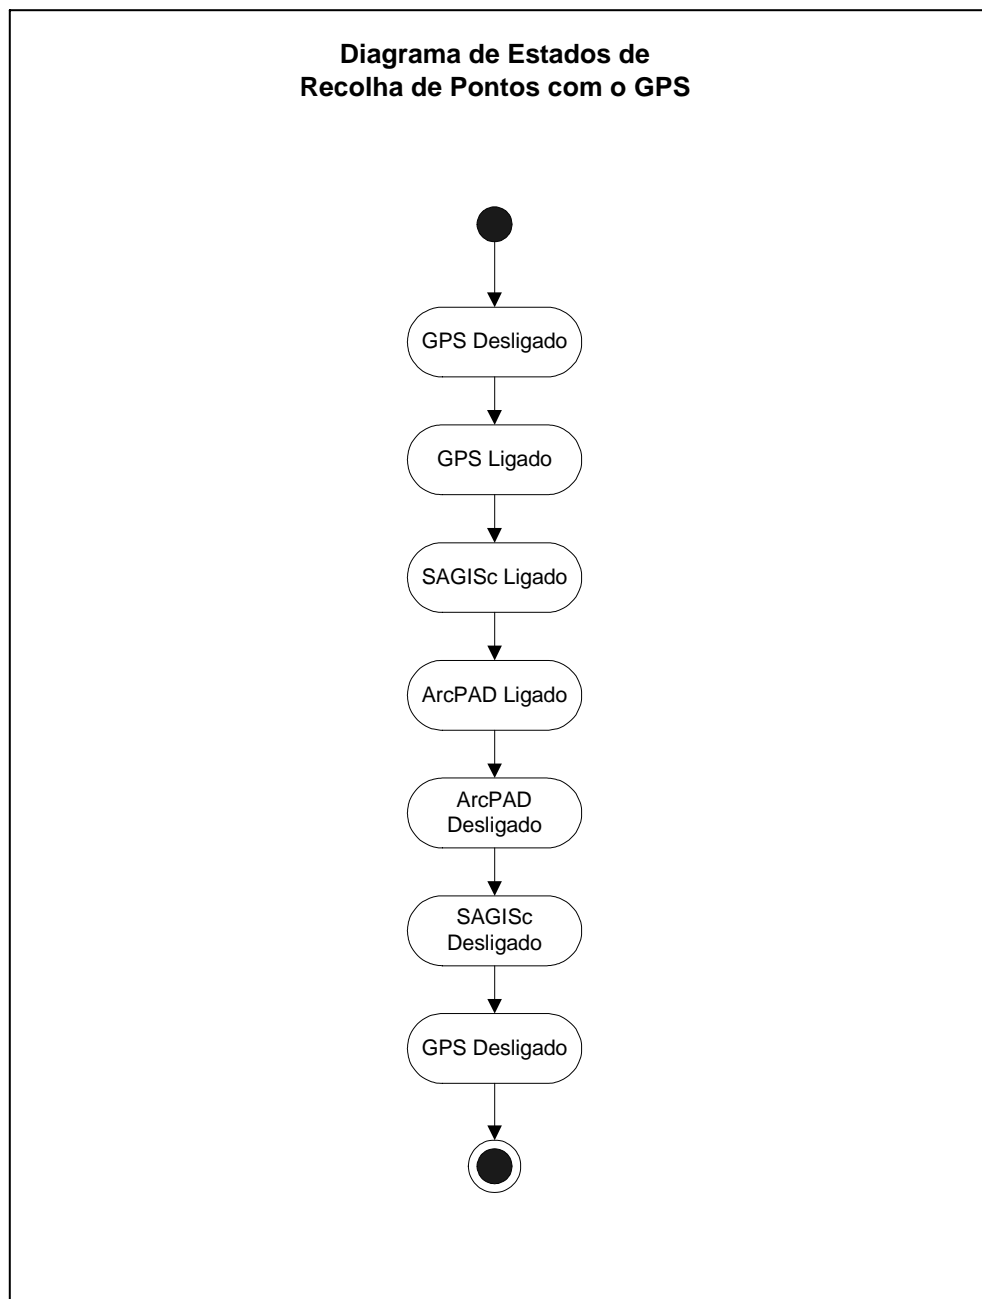 Diagrama de Estados de
Recolha de Pontos com o GPS
GPS Desligado
GPS Ligado
SAGISc Ligado
ArcPAD Ligado
ArcPAD
Desligado
SAGISc
Desligado
GPS Desligado